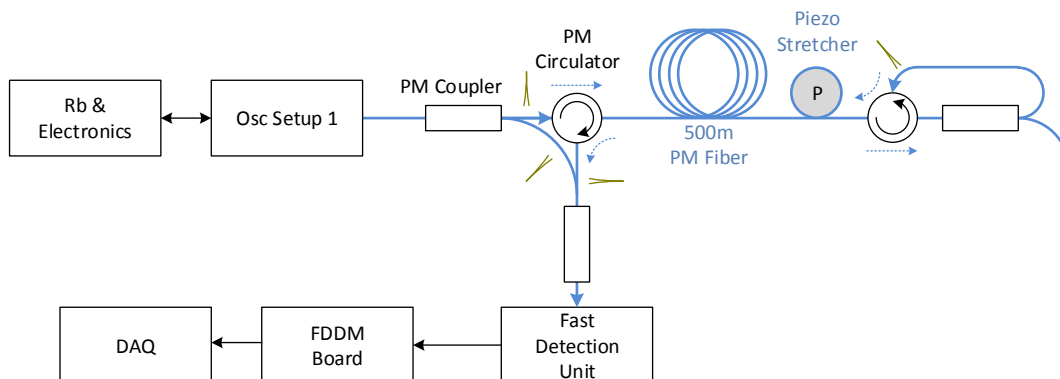 Piezo
Stretcher
PM
Circulator
PM Coupler
Rb &
Electronics
Osc Setup 1
P
500m
PM Fiber
DAQ
FDDM
Board
Fast
Detection
Unit